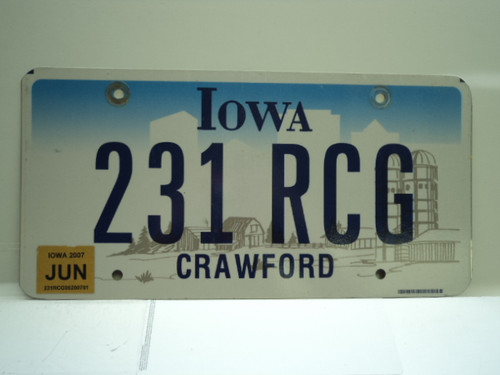 IOWA
231 RCG
IOWA 2007
JUN
CRAWFORD